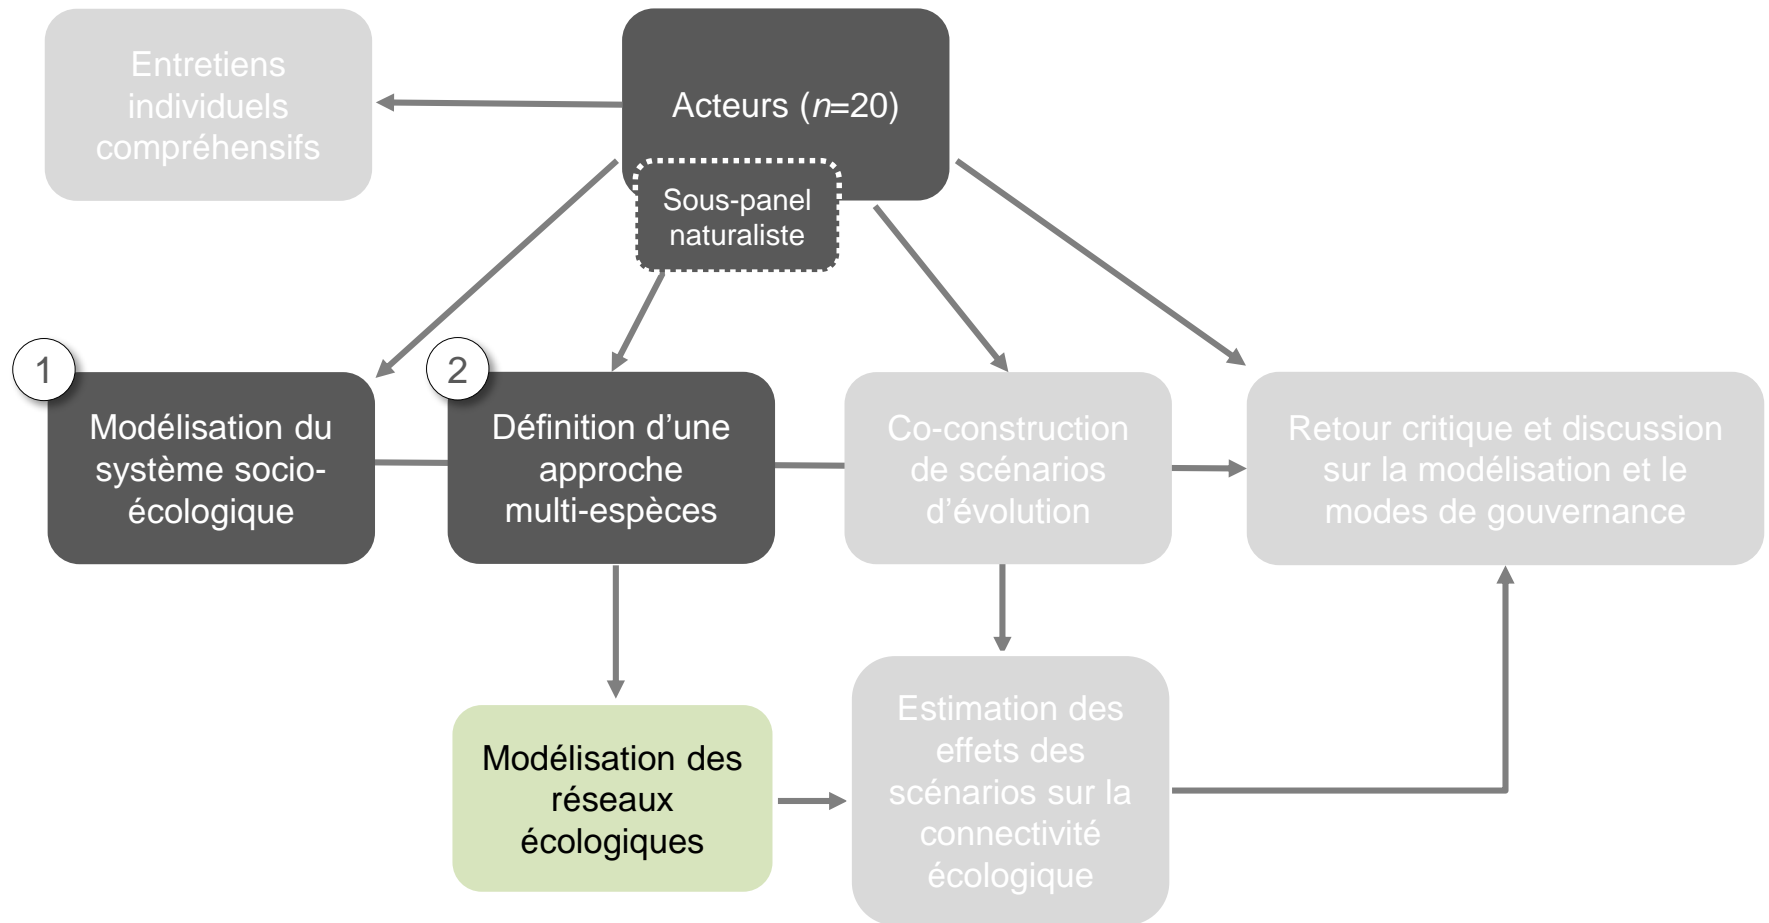 Entretiens
individuels
compréhensifs
Acteurs (n=20)
Sous-panel
naturaliste
1
Modélisation du
système socio-
écologique
2
Définition d’une
approche
multi-espèces
Co-construction
de scénarios
d’évolution
Retour critique et discussion
sur la modélisation et le
modes de gouvernance
Modélisation des
réseaux
écologiques
Estimation des
effets des
scénarios sur la
connectivité
écologique